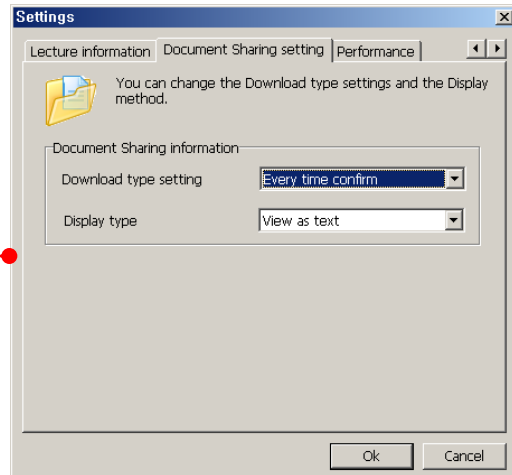 Settings
Lecture information Document Sharing setting Performance
You can change the Download type settings and the Display
method.
Document Sharing information
Download type setting Every time confirm
Display type View as text
Ok Cancel